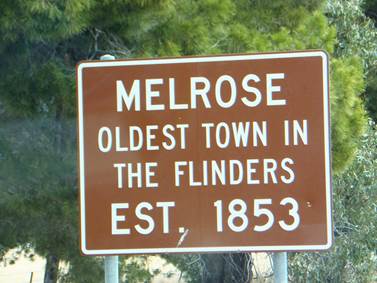 MELROSE
OLDEST TOWN IN
THE FLINDERS
EST. 1853